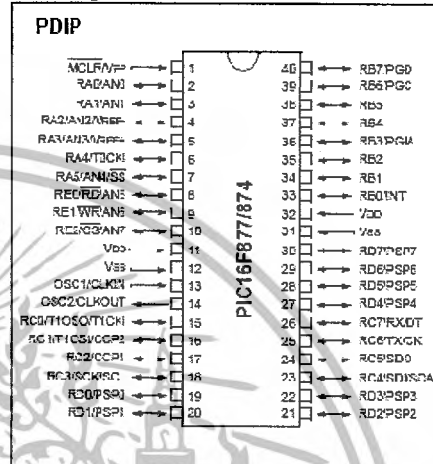 PDIP
MCLR/VPP 1 40 RB7/PGD
RA0/AN0 2 39 RB6/PGC
RA1/AN1 3 38 RB5
RA2/AN2/VREF- 4 37 RB4
RA3/AN3/VREF+ 5 36 RB3/PGM
RA4/T0CKI 6 35 RB2
RA5/AN4/SS 7 34 RB1
RE0/RD/AN5 8 33 RB0/INT
RE1/WR/AN6 9 32 VDD
RE2/CS/AN7 10 31 VSS
VDD 11 30 RD7/PSP7
VSS 12 29 RD6/PSP6
OSC1/CLKIN 13 28 RD5/PSP5
OSC2/CLKOUT 14 27 RD4/PSP4
RC0/T1OSO/T1CKI 15 26 RC7/RX/DT
RC1/T1OSI/CCP2 16 25 RC6/TX/CK
RC2/CCP1 17 24 RC5/SDO
RC3/SCK/SCL 18 23 RC4/SDI/SDA
RD0/PSP0 19 22 RD3/PSP3
RD1/PSP1 20 21 RD2/PSP2
PIC16F877/874